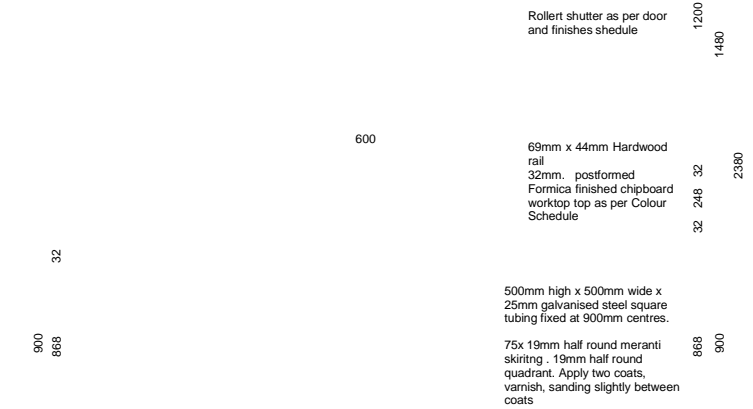 Rollert shutter as per door
and finishes shedule
1200
1480
600
69mm x 44mm Hardwood
rail
32mm.   postformed
Formica finished chipboard
worktop top as per Colour
Schedule
32
248
32
2380
32
500mm high x 500mm wide x
25mm galvanised steel square
tubing fixed at 900mm centres.
900
868
75x 19mm half round meranti
skiritng . 19mm half round
quadrant. Apply two coats,
varnish, sanding slightly between
coats
868
900